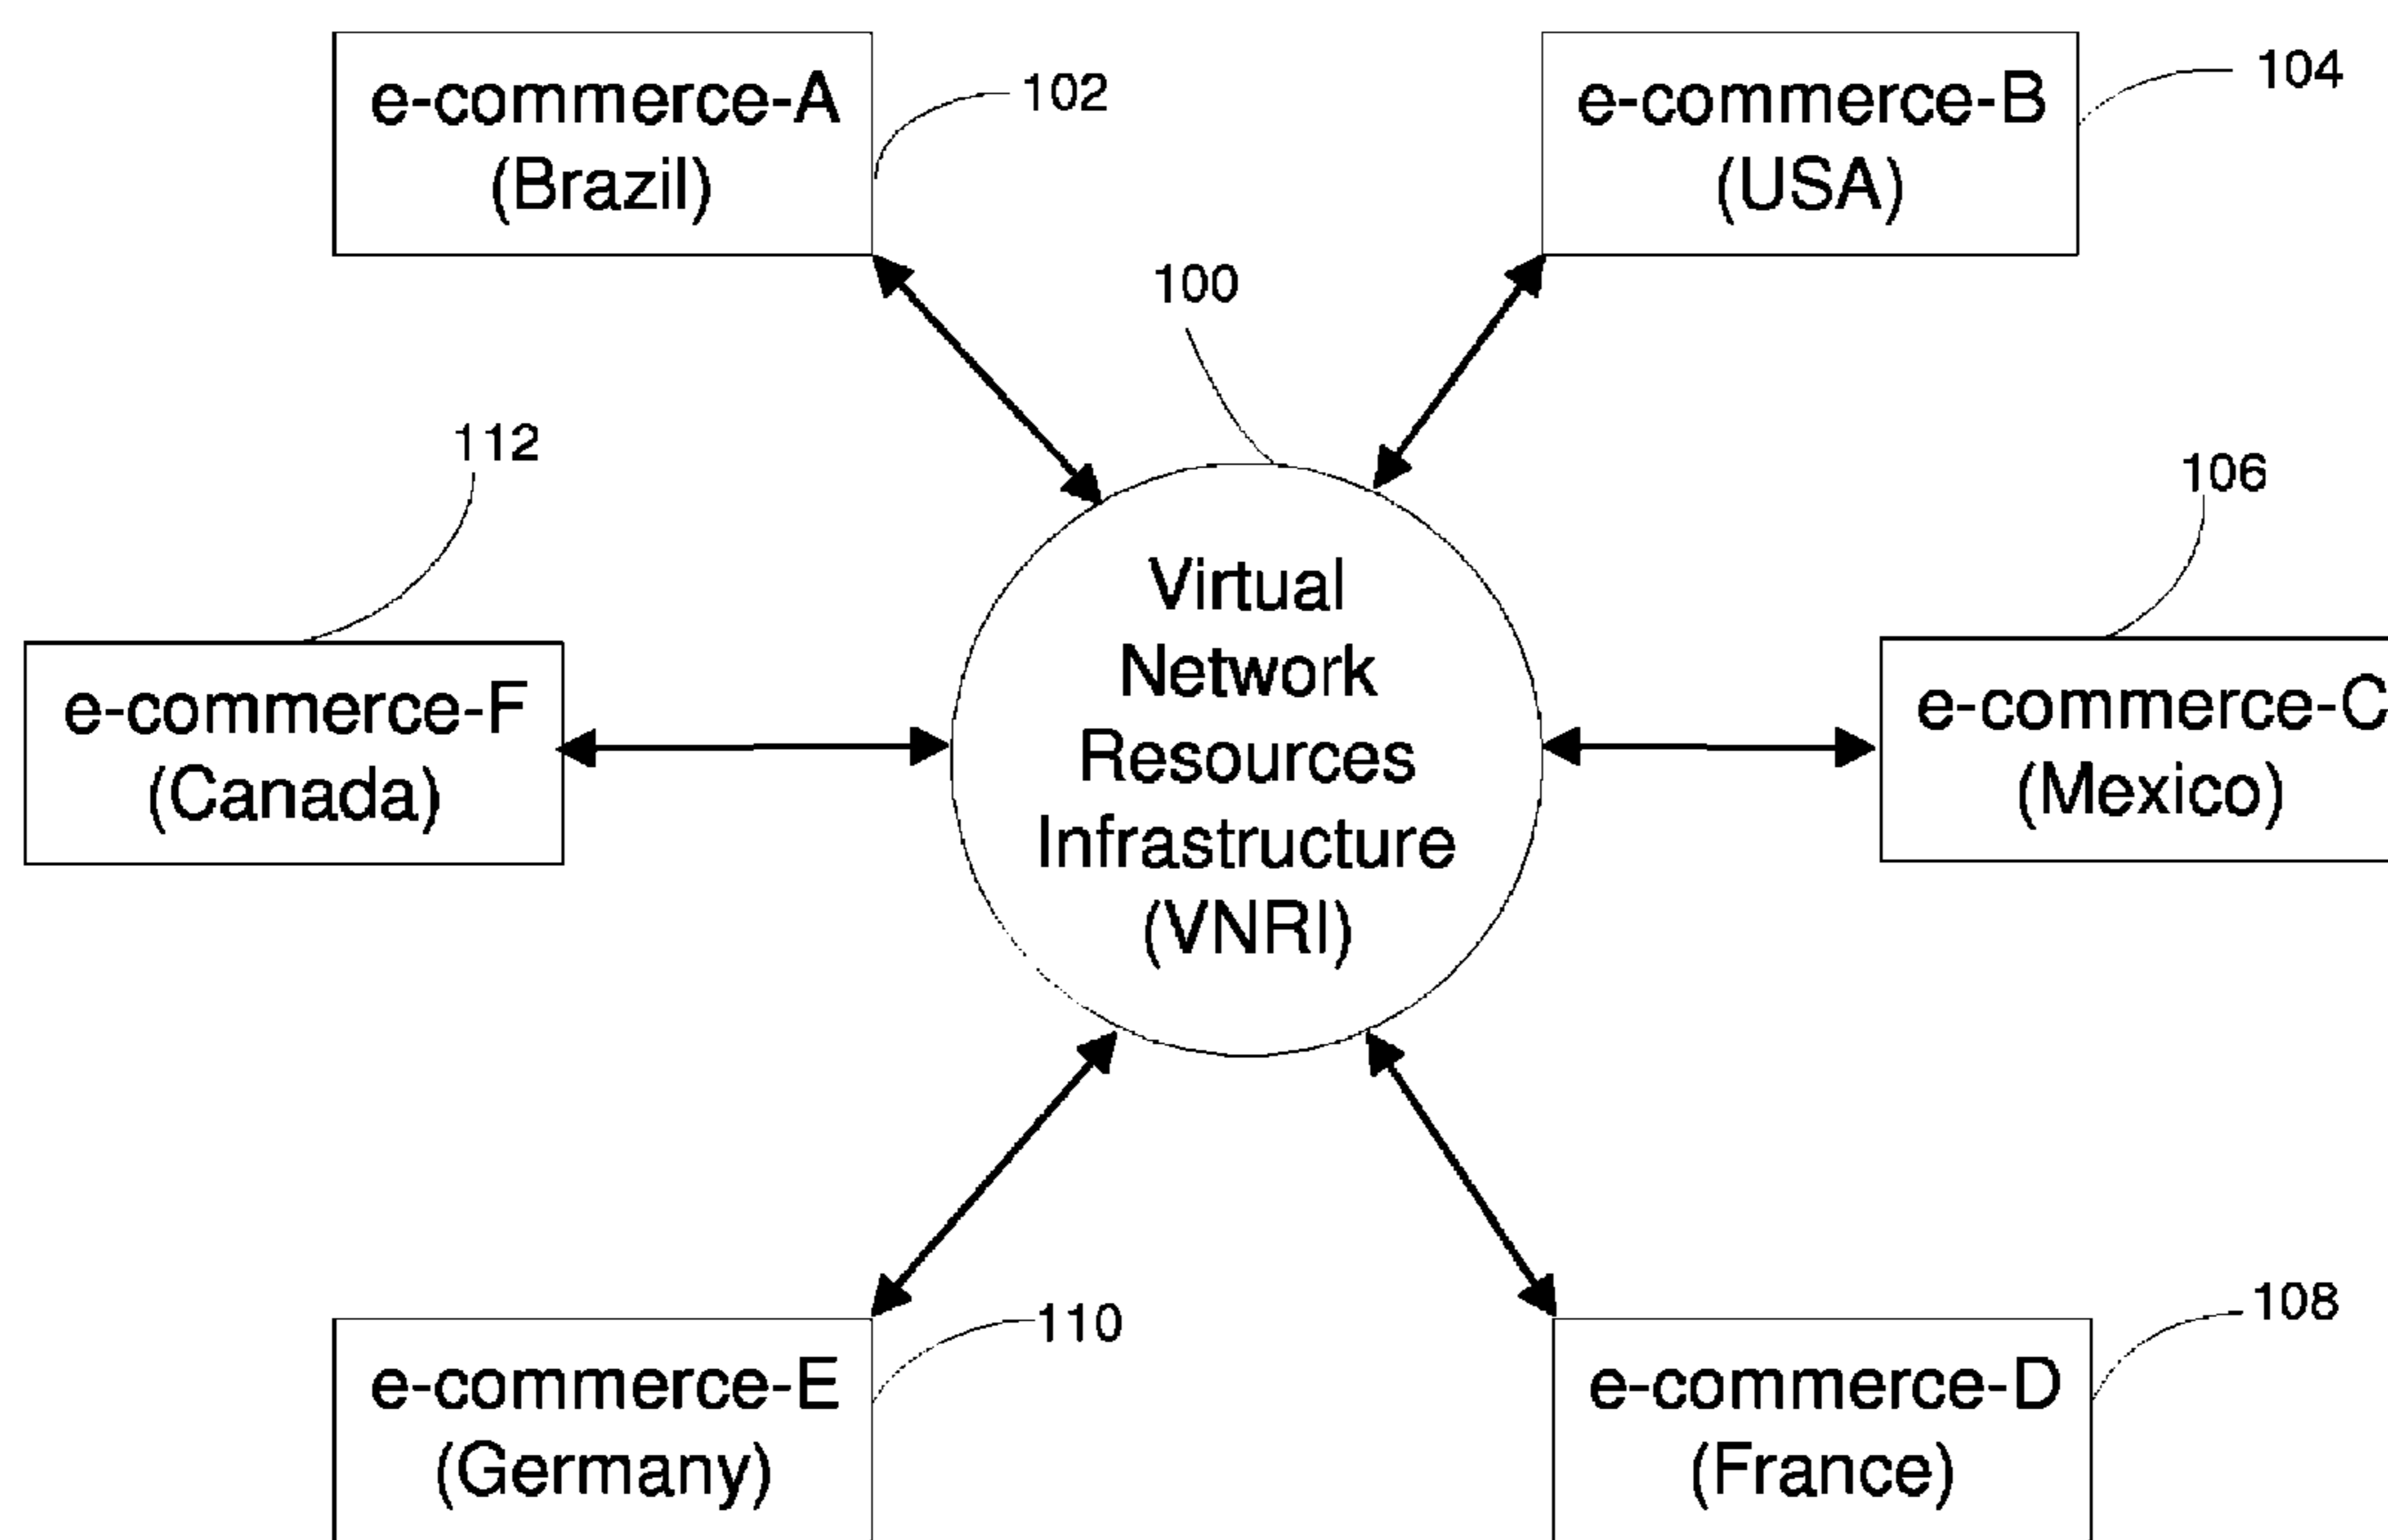 e-commerce-A
(Brazil)
102
e-commerce-B
(USA)
104
100
112
106
Virtual
Network
Resources
Infrastructure
(VNRI)
e-commerce-F
(Canada)
e-commerce-C
(Mexico)
e-commerce-E
(Germany)
110
e-commerce-D
(France)
108